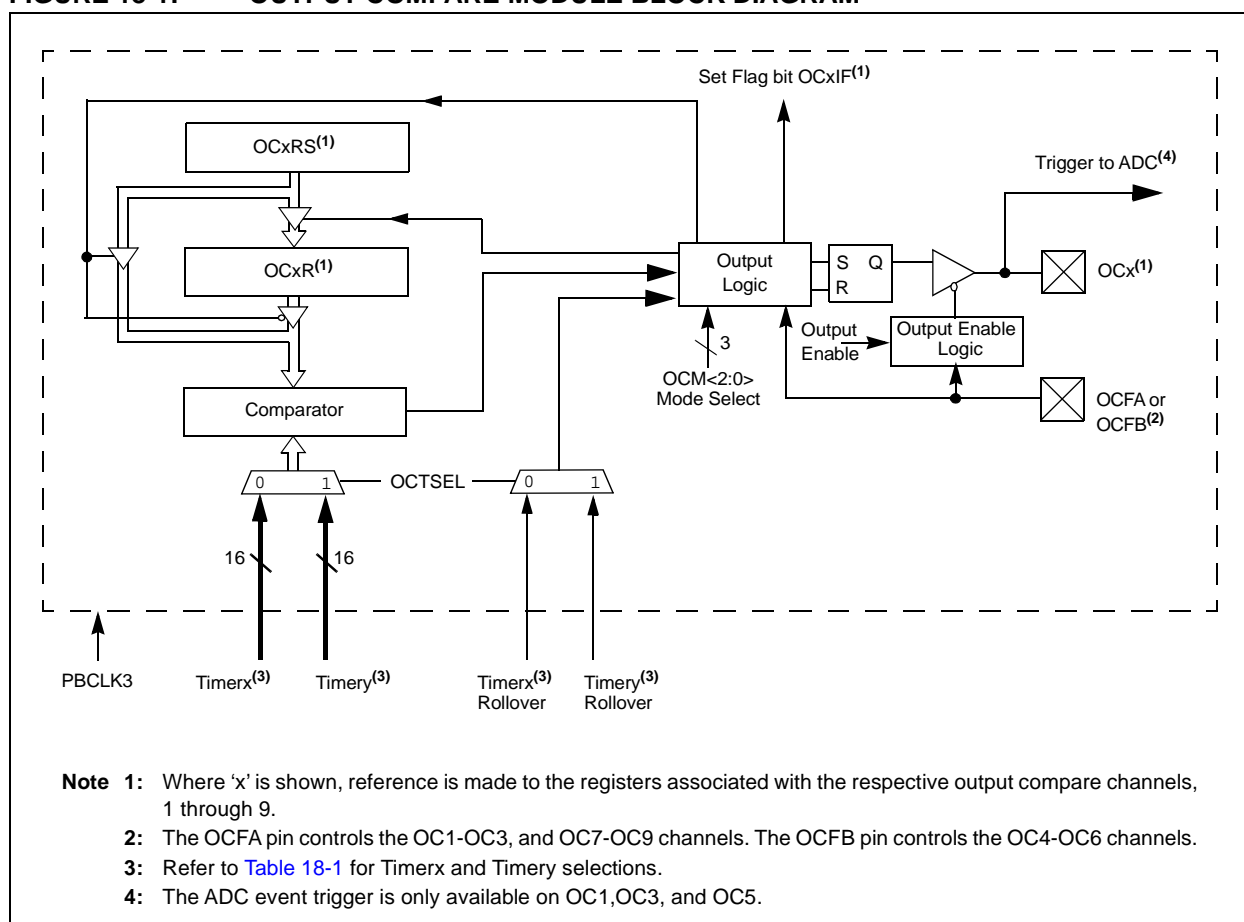 Set Flag bit OCxIF(1)
OCxRS(1)
Trigger to ADC(4)
OCxR(1)
Output
Logic
S Q
R
OCx(1)
3
Output
Enable
Output Enable
Logic
OCM<2:0>
Mode Select
Comparator
OCFA or
OCFB(2)
0 1
OCTSEL
0 1
16
16
PBCLK3
Timerx(3)
Timery(3)
Timerx(3)
Rollover
Timery(3)
Rollover
Note 1: Where ‘x’ is shown, reference is made to the registers associated with the respective output compare channels,
1 through 9.
2: The OCFA pin controls the OC1-OC3, and OC7-OC9 channels. The OCFB pin controls the OC4-OC6 channels.
3: Refer to Table 18-1 for Timerx and Timery selections.
4: The ADC event trigger is only available on OC1,OC3, and OC5.